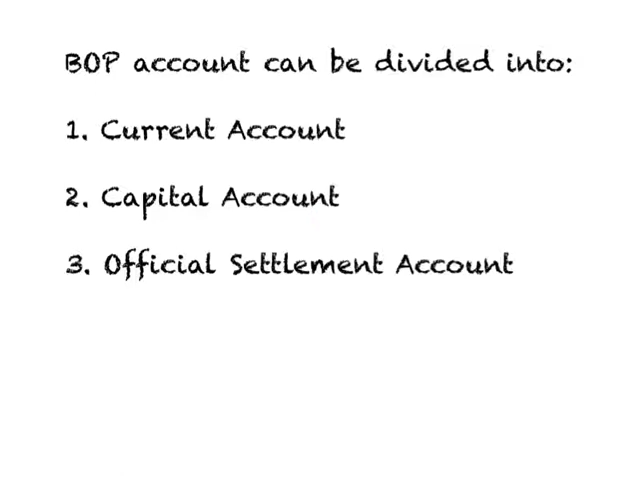 BOP account can be divided into:
1. Current Account
2. Capital Account
3. Official Settlement Account